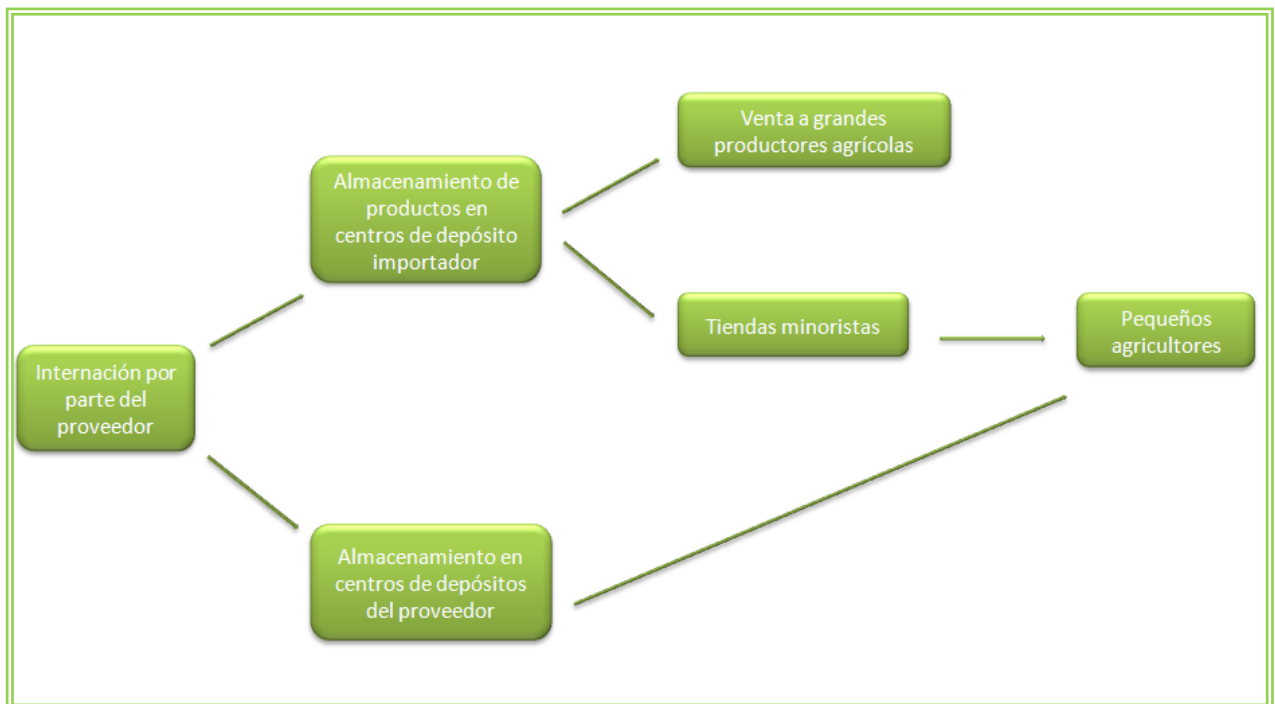 Venta a grandes
productores agrícolas
Almacenamiento de
productos en
centros de depósito
importador
Tiendas minoristas
Pequeños
agricultores
Internación por
parte del
proveedor
Almacenamiento en
centros de depósitos
del proveedor